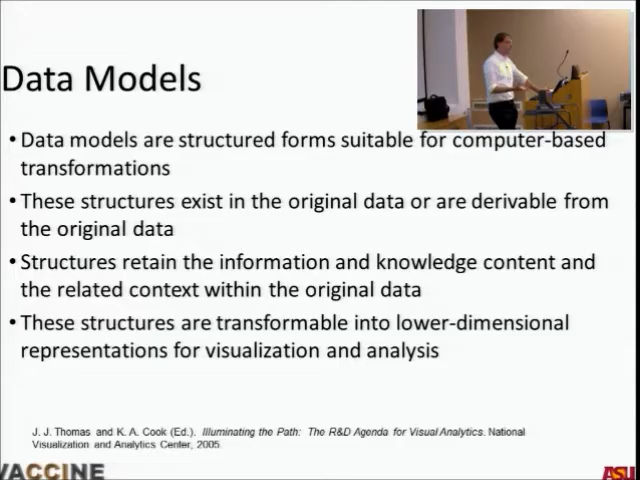 Data Models
• Data models are structured forms suitable for computer-based
transformations
• These structures exist in the original data or are derivable from
the original data
• Structures retain the information and knowledge content and
the related context within the original data
• These structures are transformable into lower-dimensional
representations for visualization and analysis
J. J. Thomas and K. A. Cook (Ed.). Illuminating the Path: The R&D Agenda for Visual Analytics. National
Visualization and Analytics Center, 2005.
VACCINE
ASU